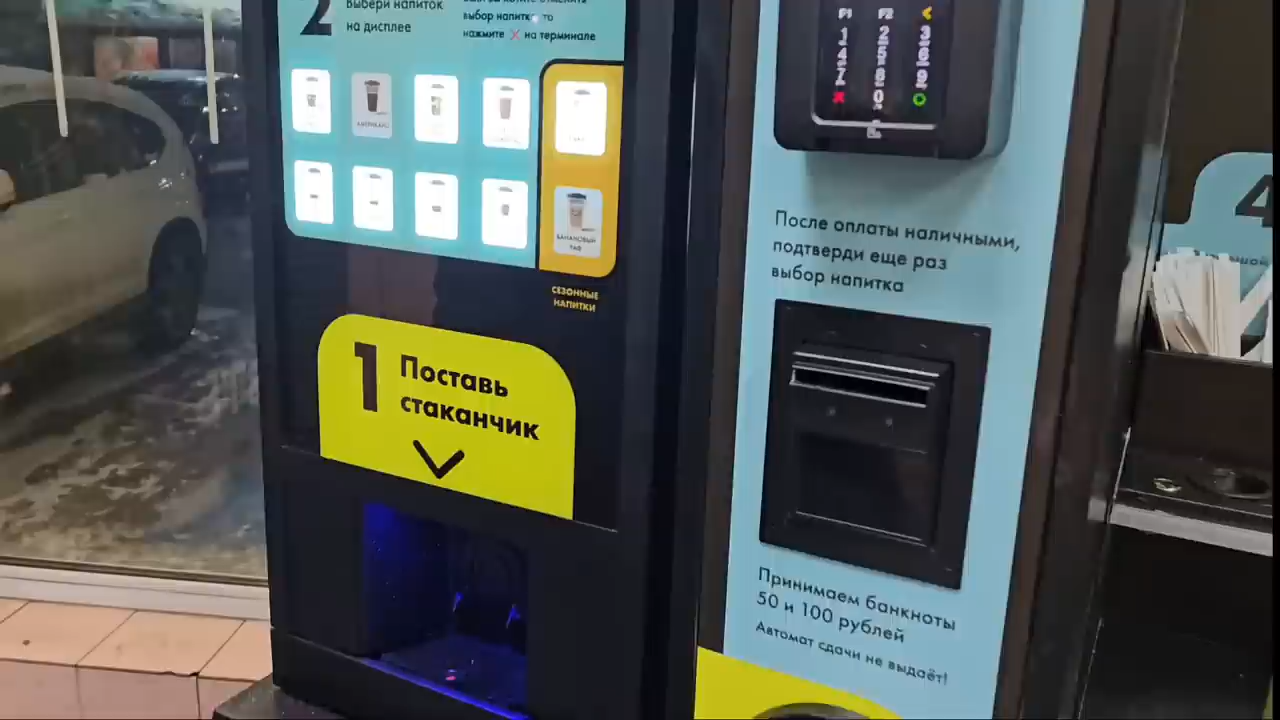 2
Выбери напиток
на дисплее
выбор напитка, то
нажмите X на терминале
АМЕРИКАНО
БАНАНОВЫЙ
РАФ
СЕЗОННЫЕ
НАПИТКИ
1
Поставь
стаканчик
F1 F2
1 2 3
4 5 6
7 8 9
0
После оплаты наличными,
подтверди еще раз
выбор напитка
Принимаем банкноты
50 и 100 рублей
Автомат сдачи не выдаёт!
4